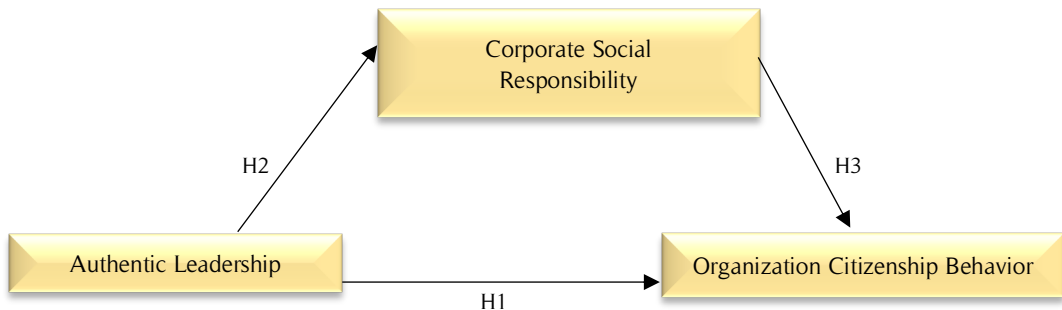 Corporate Social
Responsibility
H2
H3
Authentic Leadership
Organization Citizenship Behavior
H1